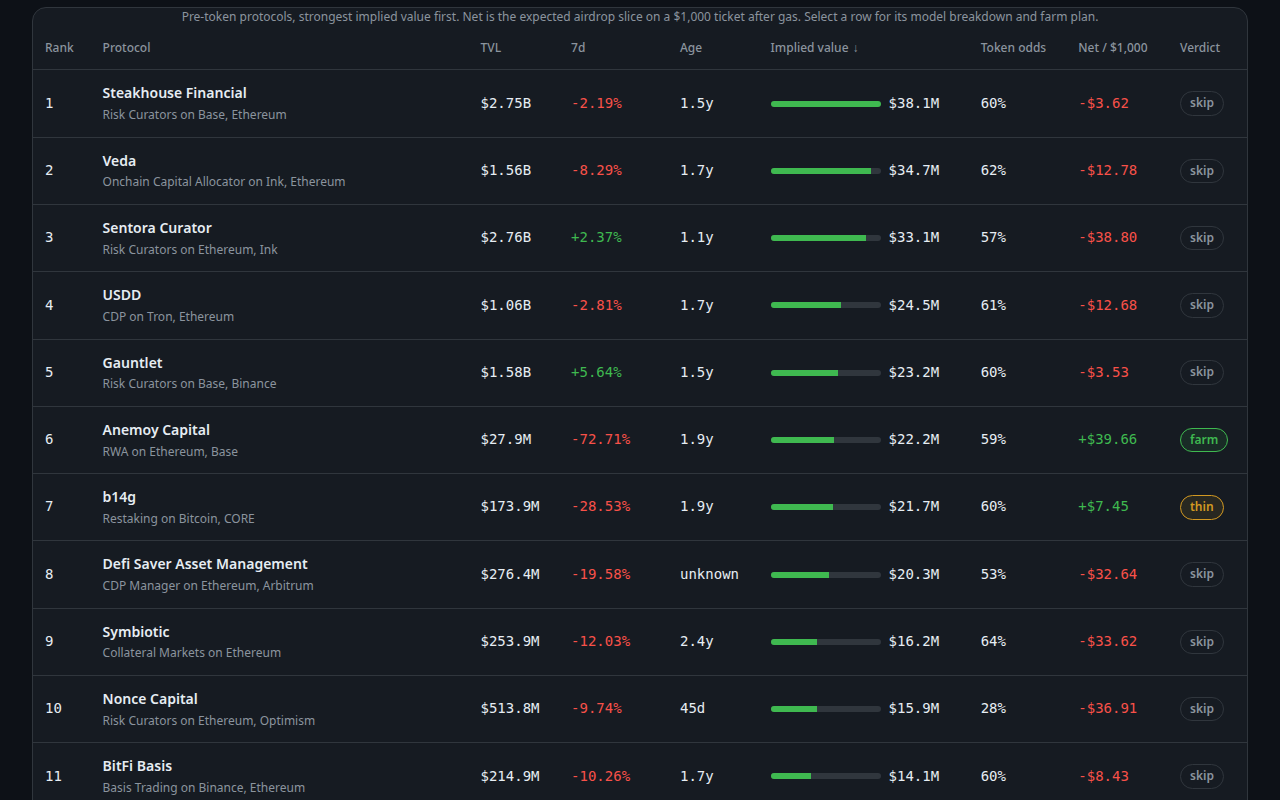 Pre-token protocols, strongest implied value first. Net is the expected airdrop slice on a $1,000 ticket after gas. Select a row for its model breakdown and farm plan.
Rank Protocol TVL 7d Age Implied value ↓ Token odds Net / $1,000 Verdict
1 Steakhouse Financial $2.75B -2.19% 1.5y $38.1M 60% -$3.62 skip
Risk Curators on Base, Ethereum
2 Veda $1.56B -8.29% 1.7y $34.7M 62% -$12.78 skip
Onchain Capital Allocator on Ink, Ethereum
3 Sentora Curator $2.76B +2.37% 1.1y $33.1M 57% -$38.80 skip
Risk Curators on Ethereum, Ink
4 USDD $1.06B -2.81% 1.7y $24.5M 61% -$12.68 skip
CDP on Tron, Ethereum
5 Gauntlet $1.58B +5.64% 1.5y $23.2M 60% -$3.53 skip
Risk Curators on Base, Binance
6 Anemoy Capital $27.9M -72.71% 1.9y $22.2M 59% +$39.66 farm
RWA on Ethereum, Base
7 b14g $173.9M -28.53% 1.9y $21.7M 60% +$7.45 thin
Restaking on Bitcoin, CORE
8 Defi Saver Asset Management $276.4M -19.58% unknown $20.3M 53% -$32.64 skip
CDP Manager on Ethereum, Arbitrum
9 Symbiotic $253.9M -12.03% 2.4y $16.2M 64% -$33.62 skip
Collateral Markets on Ethereum
10 Nonce Capital $513.8M -9.74% 45d $15.9M 28% -$36.91 skip
Risk Curators on Ethereum, Optimism
11 BitFi Basis $214.9M -10.26% 1.7y $14.1M 60% -$8.43 skip
Basis Trading on Binance, Ethereum